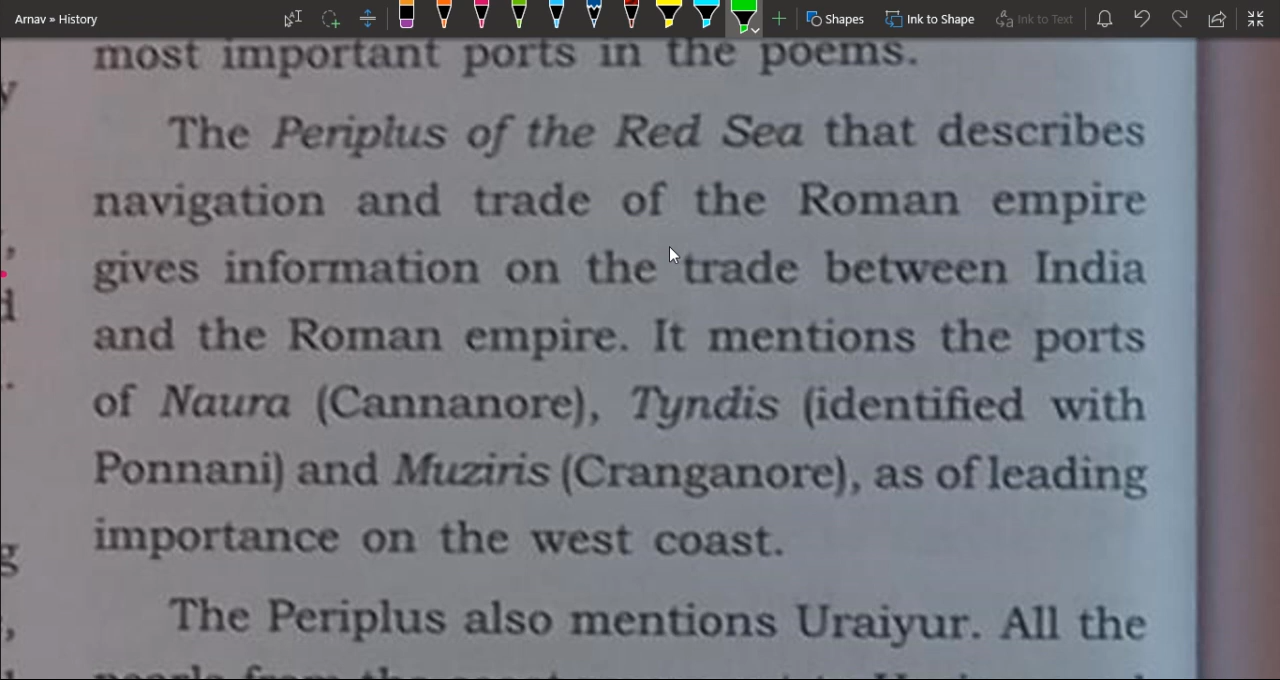 Arnav » History
Shapes
Ink to Shape
Ink to Text
most important ports in the poems.
The Periplus of the Red Sea that describes
navigation and trade of the Roman empire
gives information on the trade between India
and the Roman empire. It mentions the ports
of Naura (Cannanore), Tyndis (identified with
Ponnani) and Muziris (Cranganore), as of leading
importance on the west coast.
The Periplus also mentions Uraiyur. All the